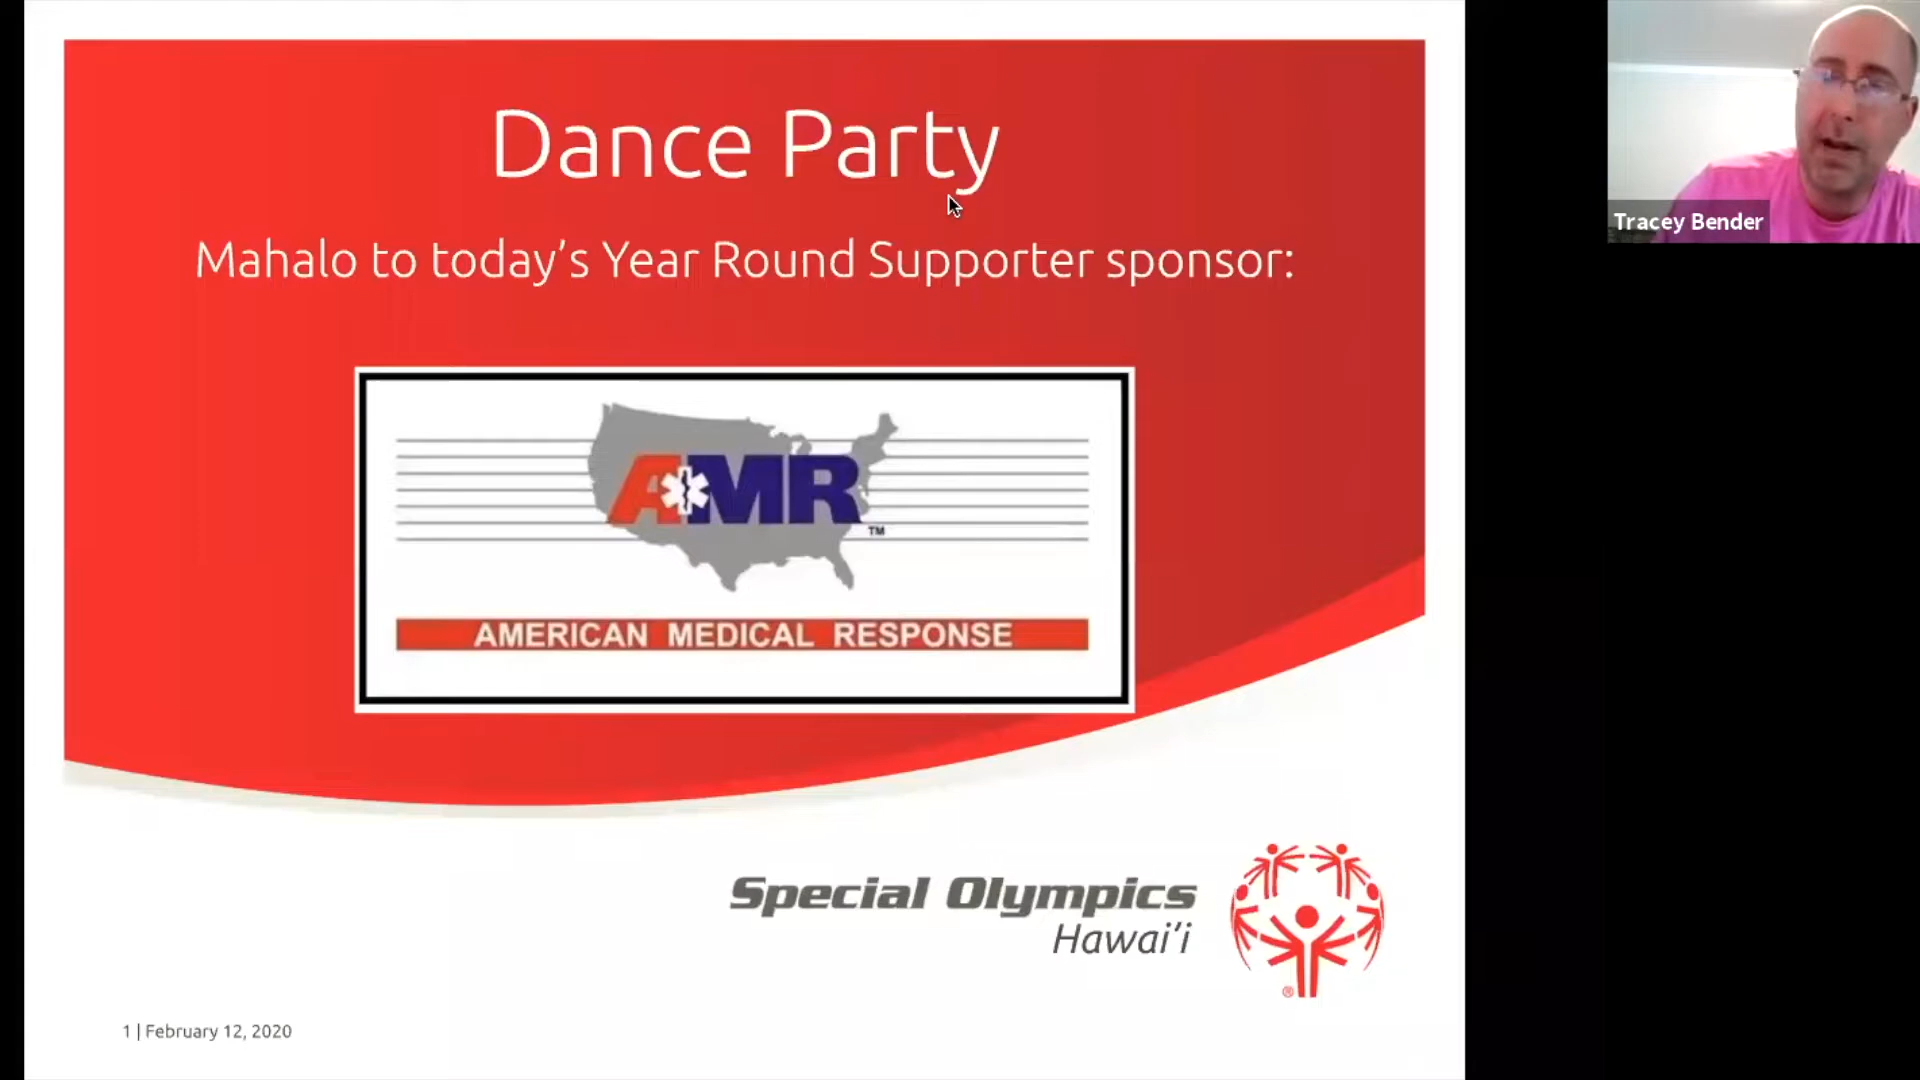 Dance Party
Mahalo to today’s Year Round Supporter sponsor:
AMR
TM
AMERICAN MEDICAL RESPONSE
Special Olympics
Hawai’i
®
1 | February 12, 2020
Tracey Bender